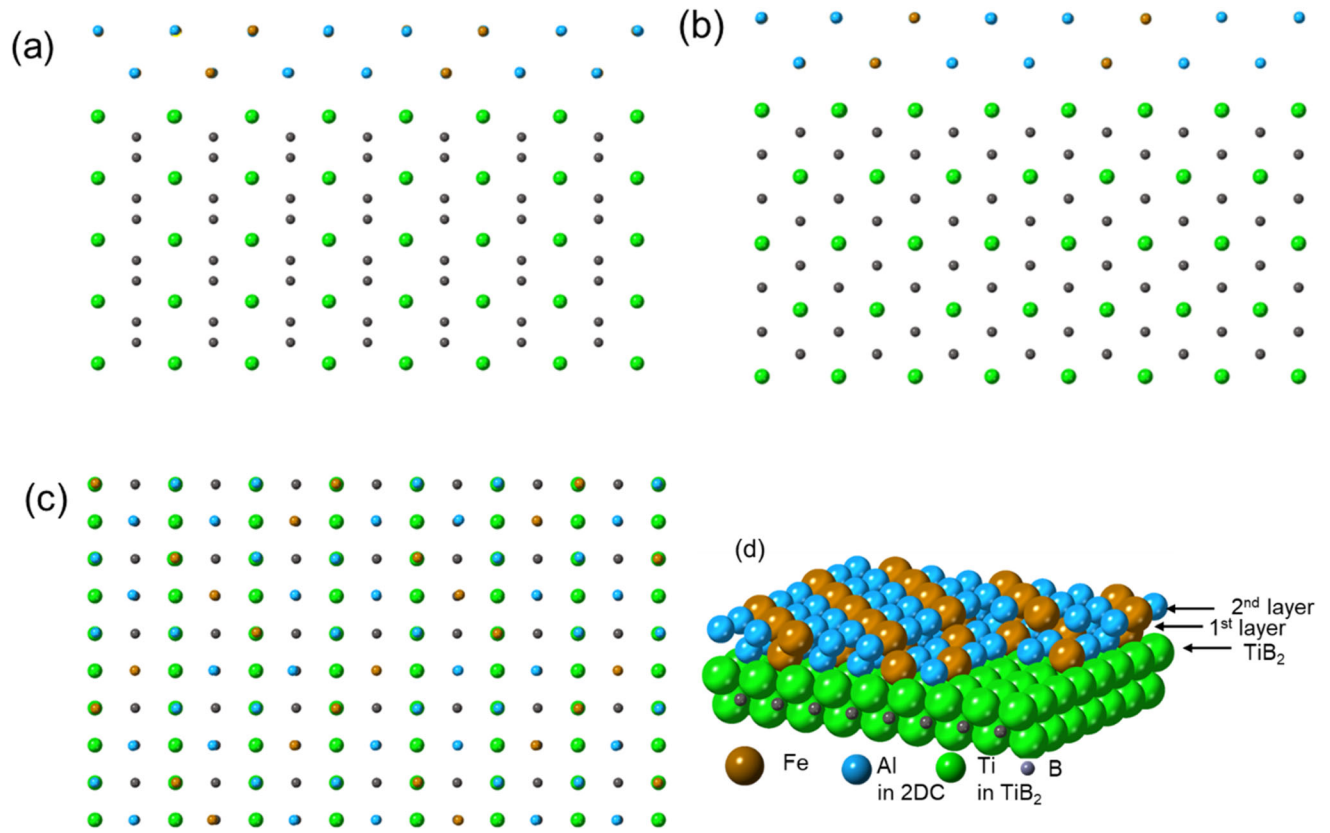 (a)
(b)
(c)
(d)
2nd layer
1st layer
TiB2
Fe
Al
in 2DC
Ti
in TiB2
B